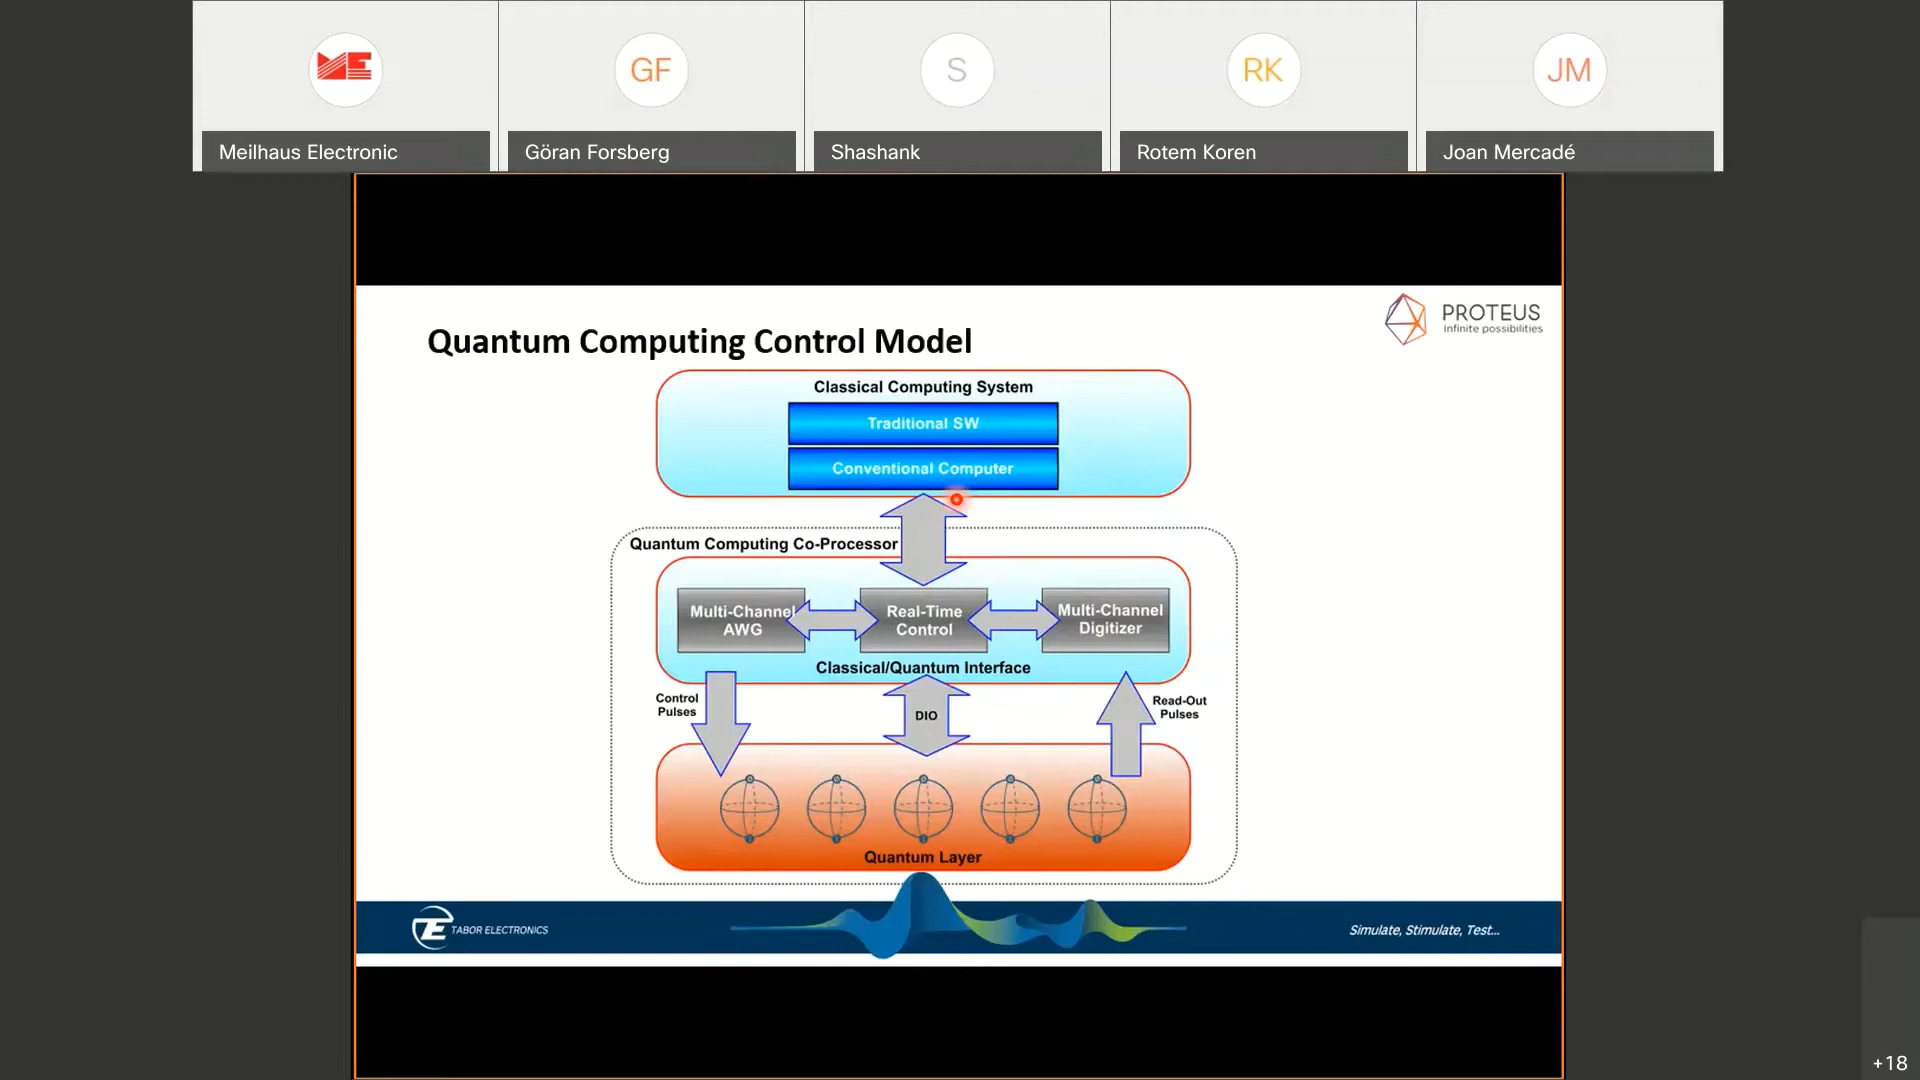 GF
S
RK
JM
Meilhaus Electronic
Göran Forsberg
Shashank
Rotem Koren
Joan Mercadé
PROTEUS
Infinite possibilities
Quantum Computing Control Model
Classical Computing System
Traditional SW
Conventional Computer
Quantum Computing Co-Processor
Multi-Channel
AWG
Real-Time
Control
Multi-Channel
Digitizer
Classical/Quantum Interface
Control
Pulses
DIO
Read-Out
Pulses
Quantum Layer
TABOR ELECTRONICS
Simulate, Stimulate, Test...
+18